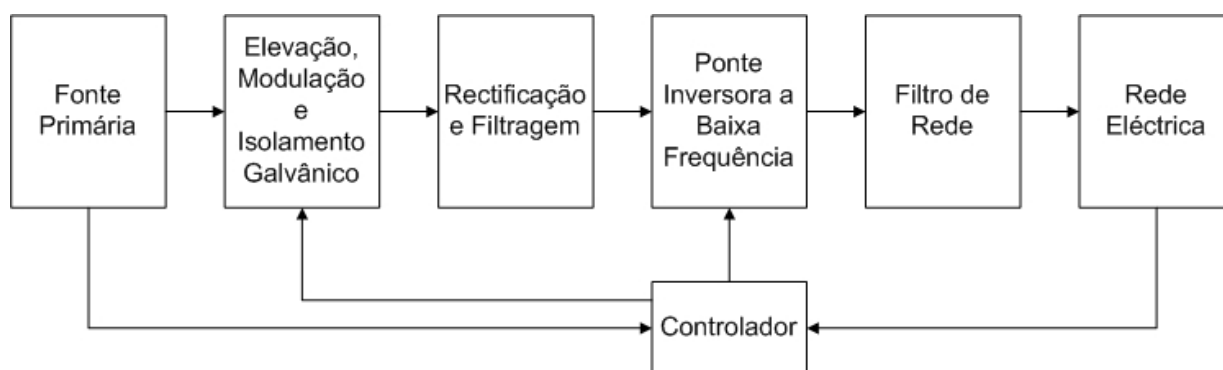 Fonte
Primária
Elevação,
Modulação
e
Isolamento
Galvânico
Rectificação
e Filtragem
Ponte
Inversora a
Baixa
Frequência
Filtro de
Rede
Rede
Eléctrica
Controlador